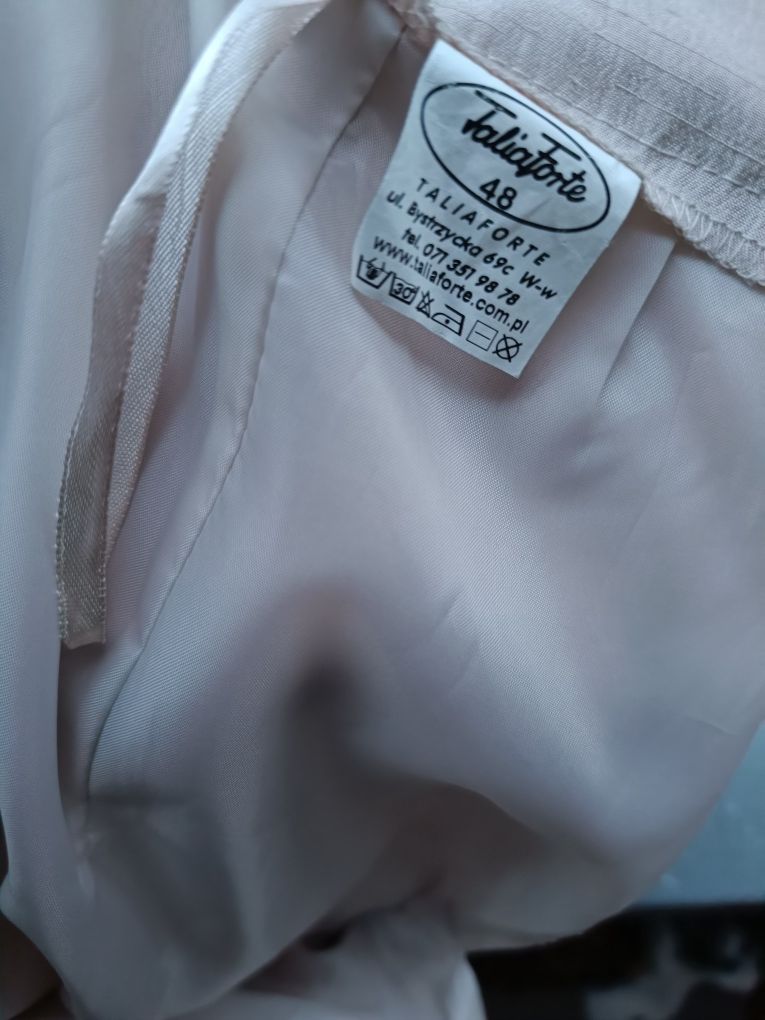 TaliaForte
48
TALIAFORTE
ul. Bystrzycka 69c W-w
tel. 071 351 98 78
www.taliaforte.com.pl
30